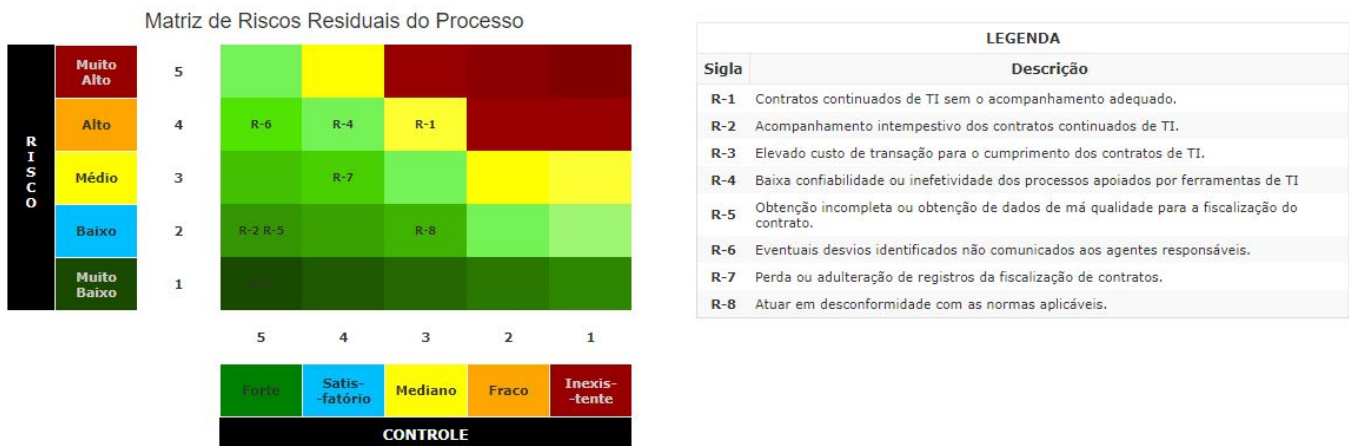 Matriz de Riscos Residuais do Processo
RISCO
Muito
Alto
5
Alto
4
R-6
R-4
R-1
Médio
3
R-7
Baixo
2
R-2 R-5
R-8
Muito
Baixo
1
R-3
5
4
3
2
1
Forte
Satis-
-fatório
Mediano
Fraco
Inexis-
-tente
CONTROLE
LEGENDA
Sigla Descrição
R-1 Contratos continuados de TI sem o acompanhamento adequado.
R-2 Acompanhamento intempestivo dos contratos continuados de TI.
R-3 Elevado custo de transação para o cumprimento dos contratos de TI.
R-4 Baixa confiabilidade ou inefetividade dos processos apoiados por ferramentas de TI
R-5 Obtenção incompleta ou obtenção de dados de má qualidade para a fiscalização do
contrato.
R-6 Eventuais desvios identificados não comunicados aos agentes responsáveis.
R-7 Perda ou adulteração de registros da fiscalização de contratos.
R-8 Atuar em desconformidade com as normas aplicáveis.